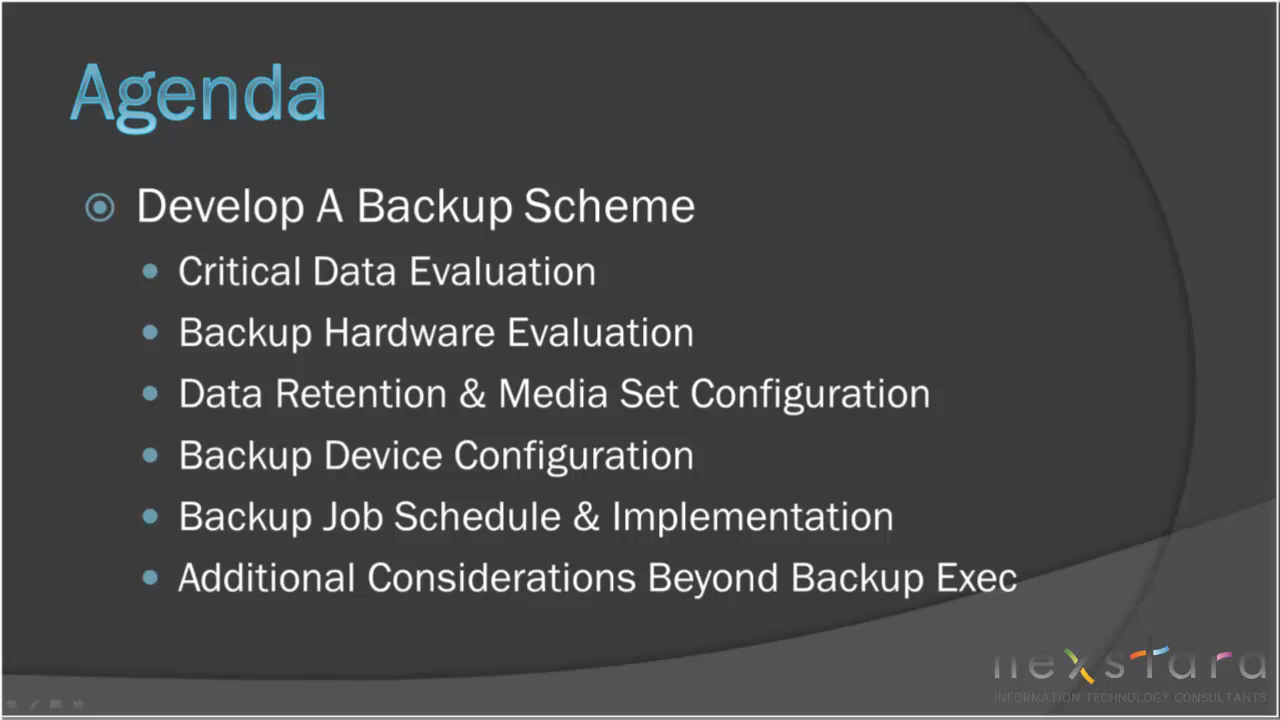 Agenda
Develop A Backup Scheme
Critical Data Evaluation
Backup Hardware Evaluation
Data Retention & Media Set Configuration
Backup Device Configuration
Backup Job Schedule & Implementation
Additional Considerations Beyond Backup Exec
nexstara
INFORMATION TECHNOLOGY CONSULTANTS